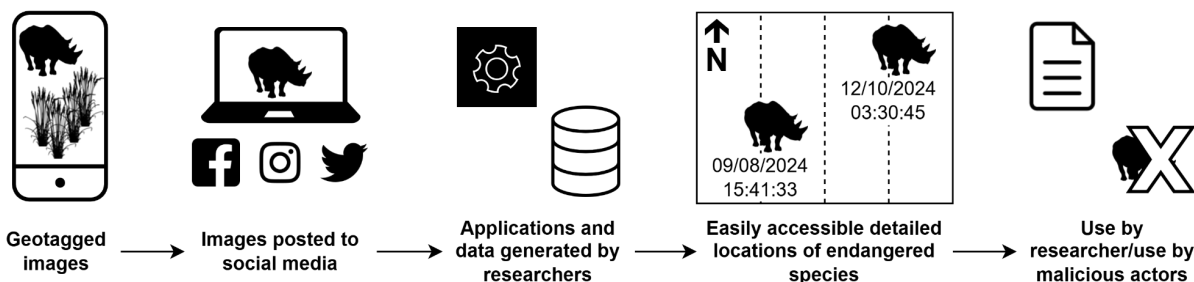 N
12/10/2024
03:30:45
09/08/2024
15:41:33
Geotagged
images
Images posted to
social media
Applications and
data generated by
researchers
Easily accessible detailed
locations of endangered
species
Use by
researcher/use by
malicious actors